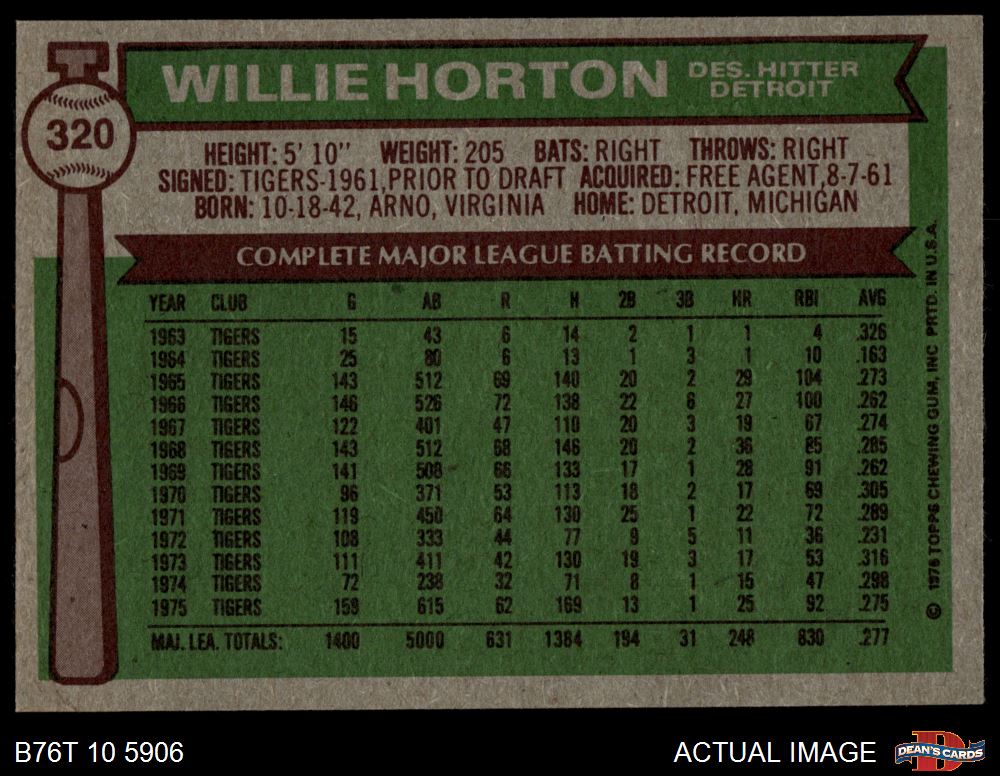 WILLIE HORTON
DES. HITTER
DETROIT
320
HEIGHT: 5' 10" WEIGHT: 205 BATS: RIGHT THROWS: RIGHT
SIGNED: TIGERS-1961, PRIOR TO DRAFT ACQUIRED: FREE AGENT, 8-7-61
BORN: 10-18-42, ARNO, VIRGINIA HOME: DETROIT, MICHIGAN
COMPLETE MAJOR LEAGUE BATTING RECORD
YEAR CLUB G AB R H 2B 3B HR RBI AVG
1963 TIGERS 15 43 6 14 2 1 1 4 .326
1964 TIGERS 25 80 6 13 1 3 1 10 .163
1965 TIGERS 143 512 69 140 20 2 29 104 .273
1966 TIGERS 146 526 72 138 22 6 27 100 .262
1967 TIGERS 122 401 47 110 20 3 19 67 .274
1968 TIGERS 143 512 68 146 20 2 36 85 .285
1969 TIGERS 141 508 66 133 17 1 28 91 .262
1970 TIGERS 96 371 53 113 18 2 17 69 .305
1971 TIGERS 119 450 64 130 25 1 22 72 .289
1972 TIGERS 108 333 44 77 9 5 11 36 .231
1973 TIGERS 111 411 42 130 19 3 17 53 .316
1974 TIGERS 72 238 32 71 8 1 15 47 .298
1975 TIGERS 159 615 62 169 13 1 25 92 .275
MAJ. LEA. TOTALS: 1400 5000 631 1384 194 31 248 830 .277
© 1976 TOPPS CHEWING GUM, INC PRTD. IN U.S.A.
B76T 10 5906
ACTUAL IMAGE
D
DEAN'S CARDS